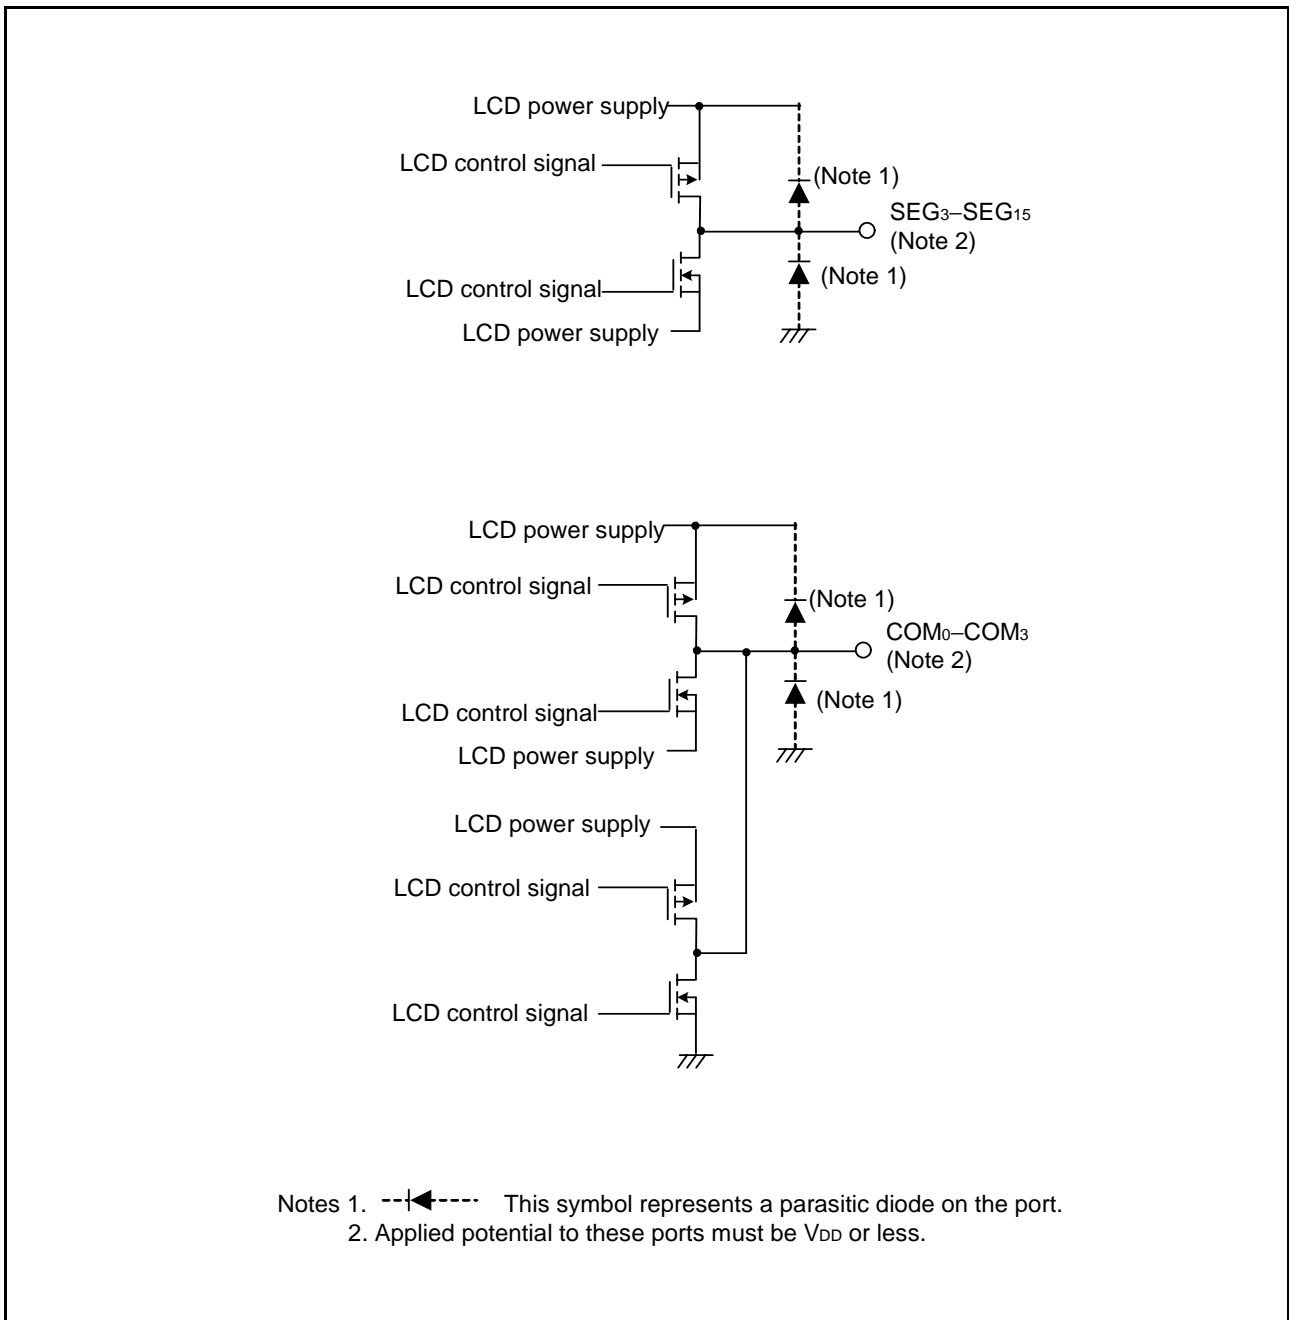 LCD power supply
LCD control signal
(Note 1)
SEG3–SEG15
(Note 2)
(Note 1)
LCD control signal
LCD power supply
LCD power supply
LCD control signal
(Note 1)
COM0–COM3
(Note 2)
(Note 1)
LCD control signal
LCD power supply
LCD power supply
LCD control signal
LCD control signal
Notes 1. This symbol represents a parasitic diode on the port.
2. Applied potential to these ports must be VDD or less.